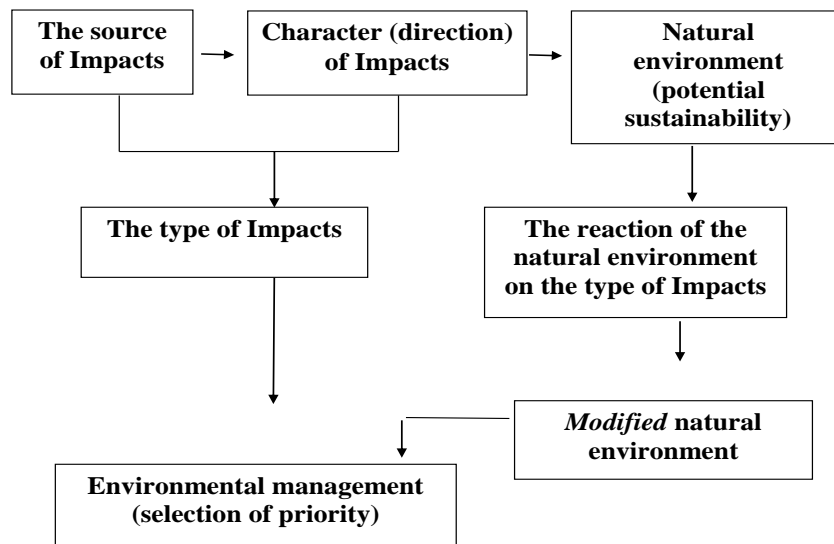 The source
of Impacts
Character (direction)
of Impacts
Natural
environment
(potential
sustainability)
The type of Impacts
The reaction of the
natural environment
on the type of Impacts
Modified natural
environment
Environmental management
(selection of priority)